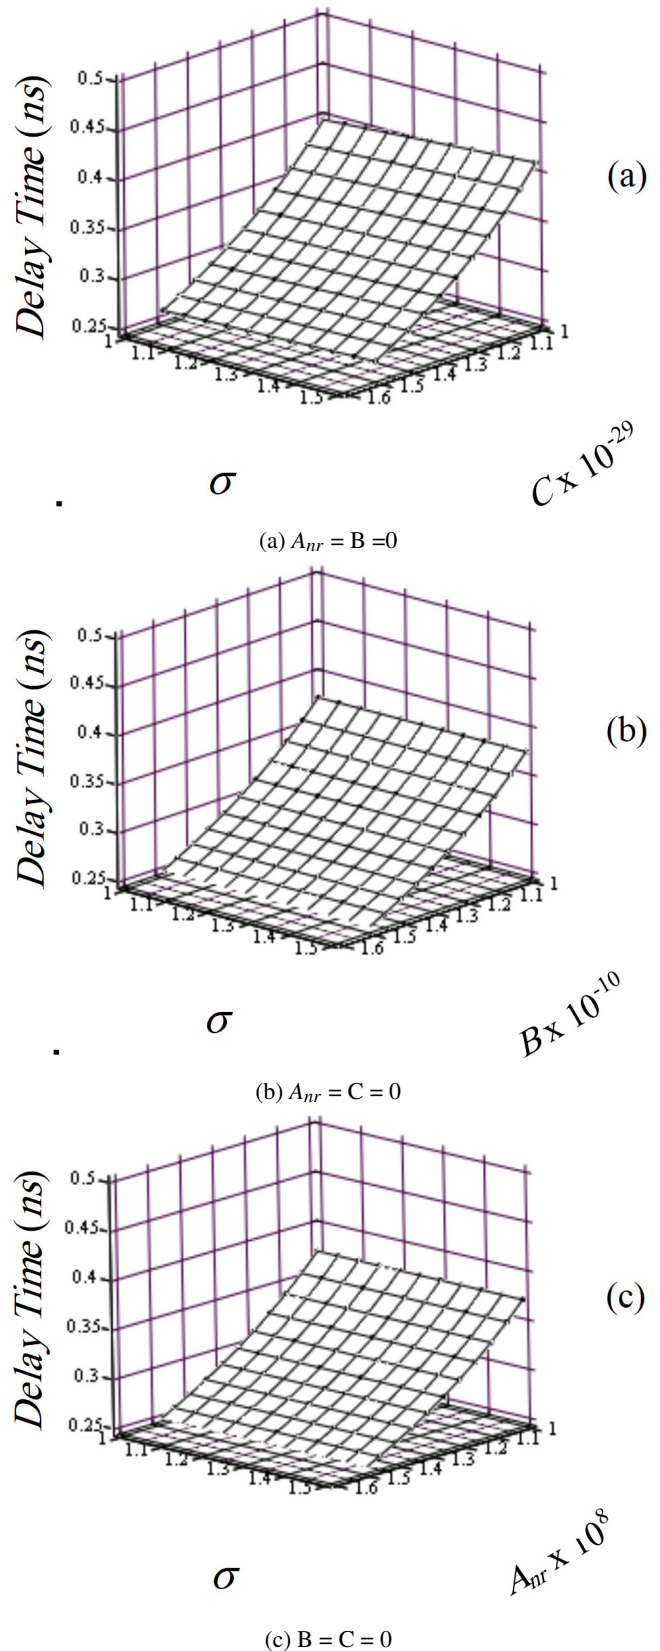 0.5
0.45
0.4
0.35
0.3
0.25
Delay Time (ns)
(a)
1 1.1 1.2 1.3 1.4 1.5
1.6 1.5 1.4 1.3 1.2 1.1 1
σ
C x 10⁻²⁹
(a) Aₙᵣ = B =0
0.5
0.45
0.4
0.35
0.3
0.25
Delay Time (ns)
(b)
1 1.1 1.2 1.3 1.4 1.5
1.6 1.5 1.4 1.3 1.2 1.1 1
σ
B x 10⁻¹⁰
(b) Aₙᵣ = C = 0
0.5
0.45
0.4
0.35
0.3
0.25
Delay Time (ns)
(c)
1 1.1 1.2 1.3 1.4 1.5
1.6 1.5 1.4 1.3 1.2 1.1 1
σ
Aₙᵣ x 10⁸
(c) B = C = 0